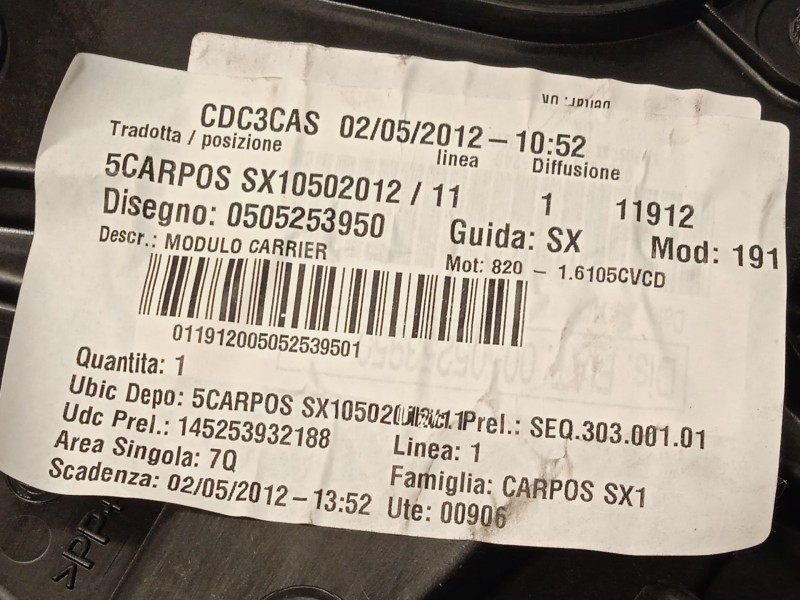 CDC3CAS 02/05/2012 – 10:52
Tradotta / posizione linea Diffusione
5CARPOS SX10502012 / 11 1 11912
Disegno: 0505253950 Guida: SX Mod: 191
Descr.: MODULO CARRIER Mot: 820 – 1.6105CVCD
011912005052539501
Quantita: 1
Ubic Depo: 5CARPOS Prel.: SEQ.303.001.01
Udc Prel.: 145253932188 Linea: 1
Area Singola: 7Q Famiglia: CARPOS SX1
Scadenza: 02/05/2012 – 13:52 Ute: 00906
>PP+